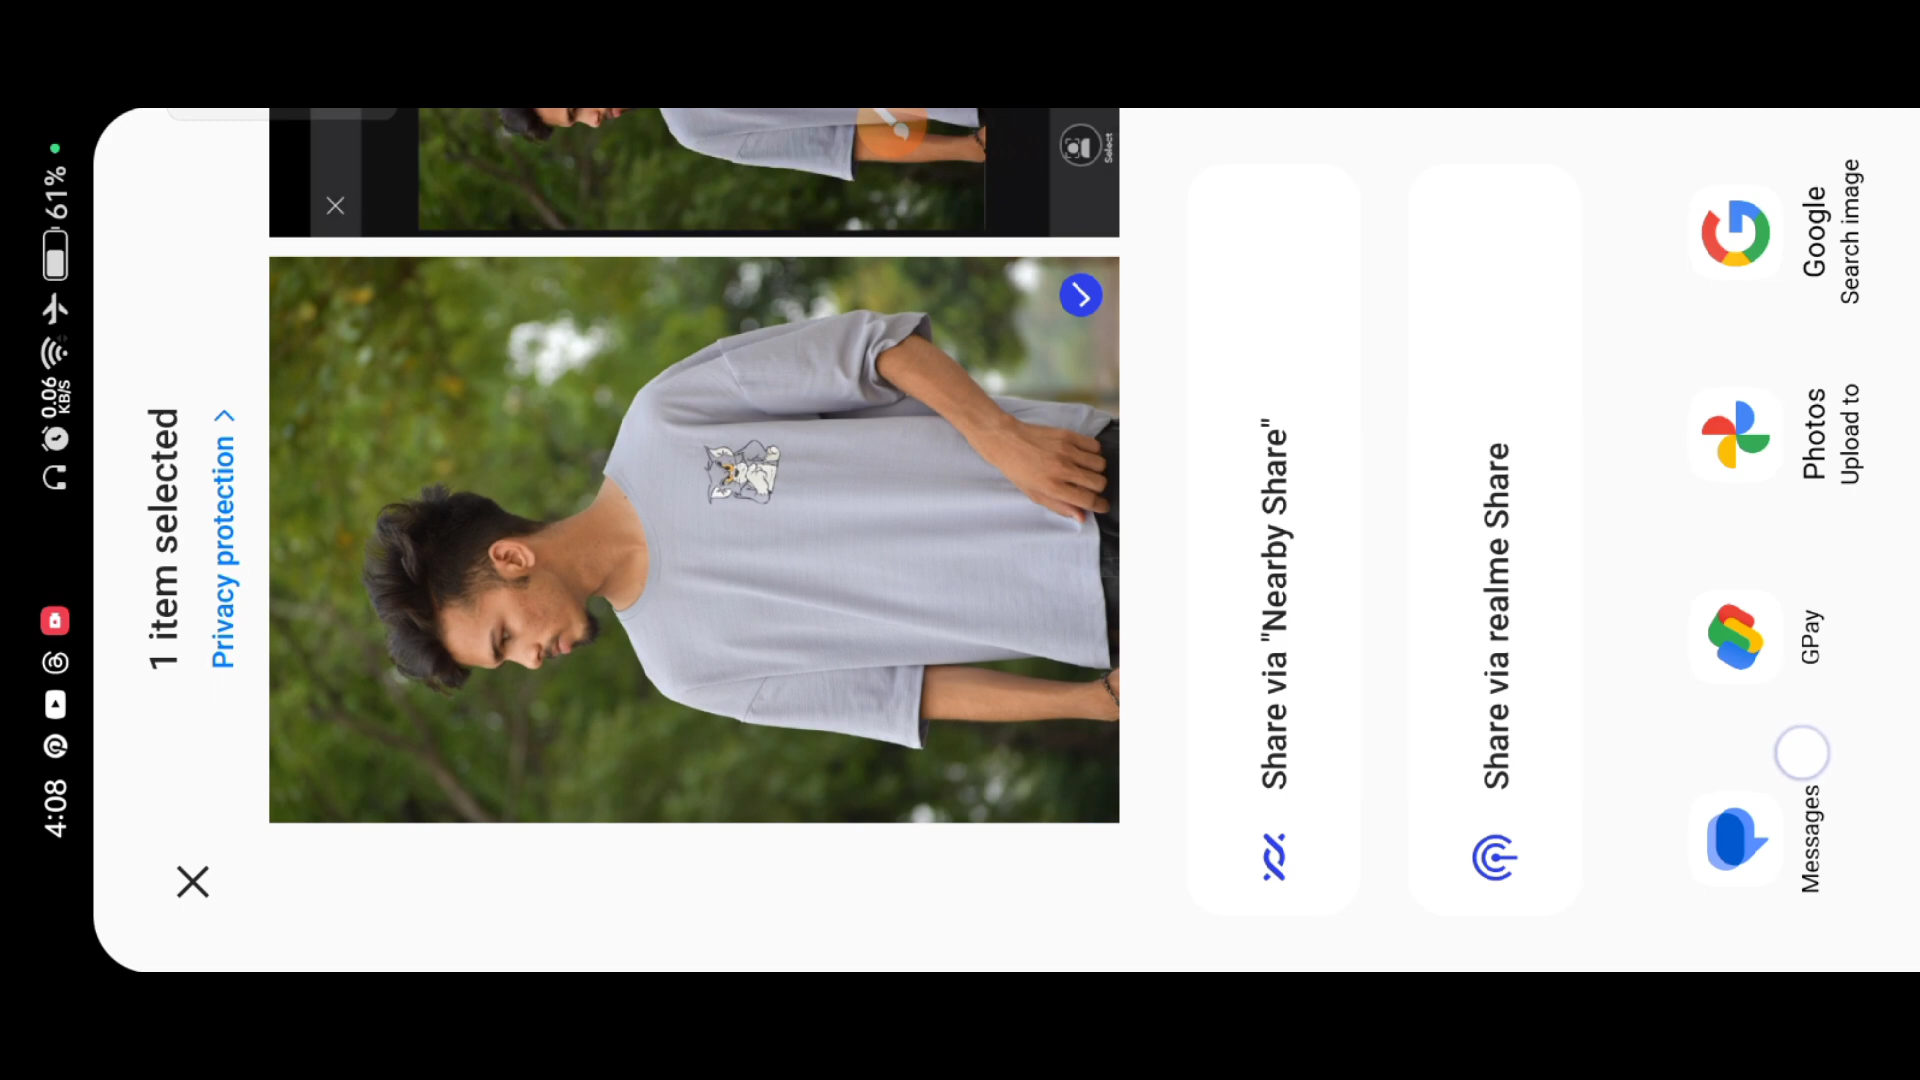 4:08
0.06
KB/s
61%
1 item selected
Privacy protection >
Select
Share via "Nearby Share"
Share via realme Share
Messages
GPay
Photos
Upload to
Google
Search image